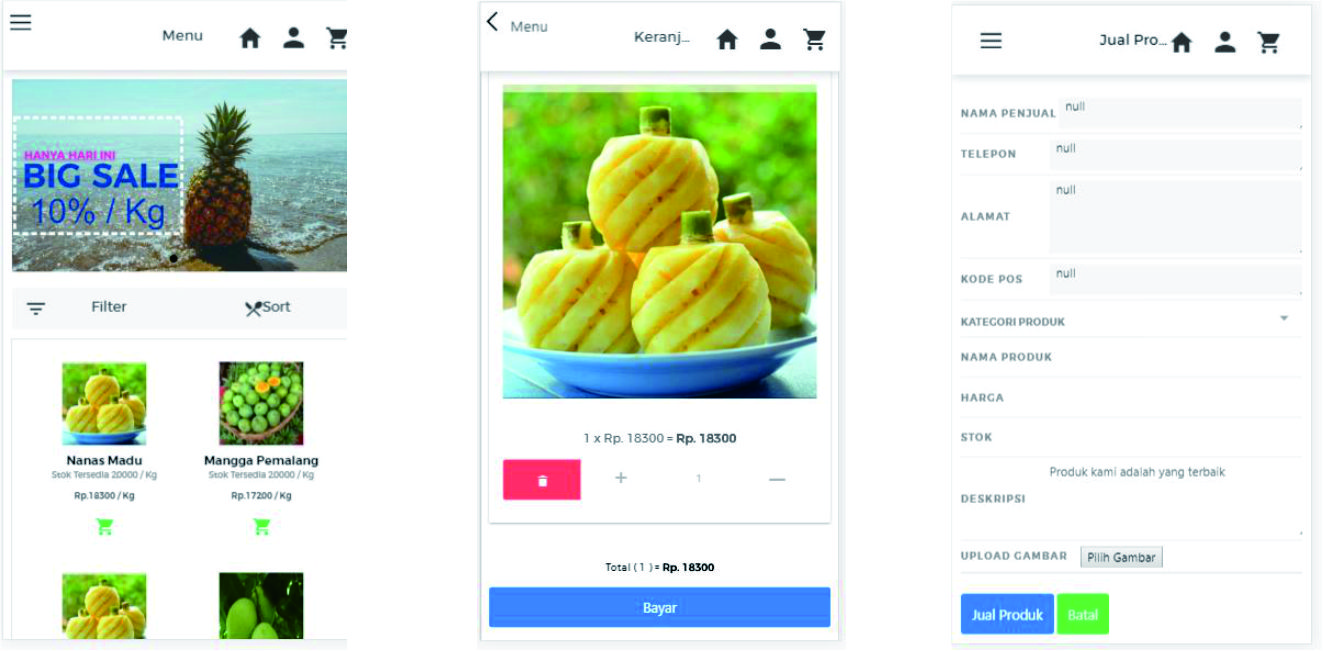 Menu
HANYA HARI INI
BIG SALE
10% / Kg
Filter
Sort
Nanas Madu
Stok Tersedia 20000 / Kg
Rp.18300 / Kg
Mangga Pemalang
Stok Tersedia 20000 / Kg
Rp.17200 / Kg
Menu
Keranj...
1 x Rp. 18300 = Rp. 18300
+ 1 —
Total ( 1 ) = Rp. 18300
Bayar
Jual Pro...
NAMA PENJUAL null
TELEPON null
ALAMAT null
KODE POS null
KATEGORI PRODUK
NAMA PRODUK
HARGA
STOK
Produk kami adalah yang terbaik
DESKRIPSI
UPLOAD GAMBAR Pilih Gambar
Jual Produk Batal